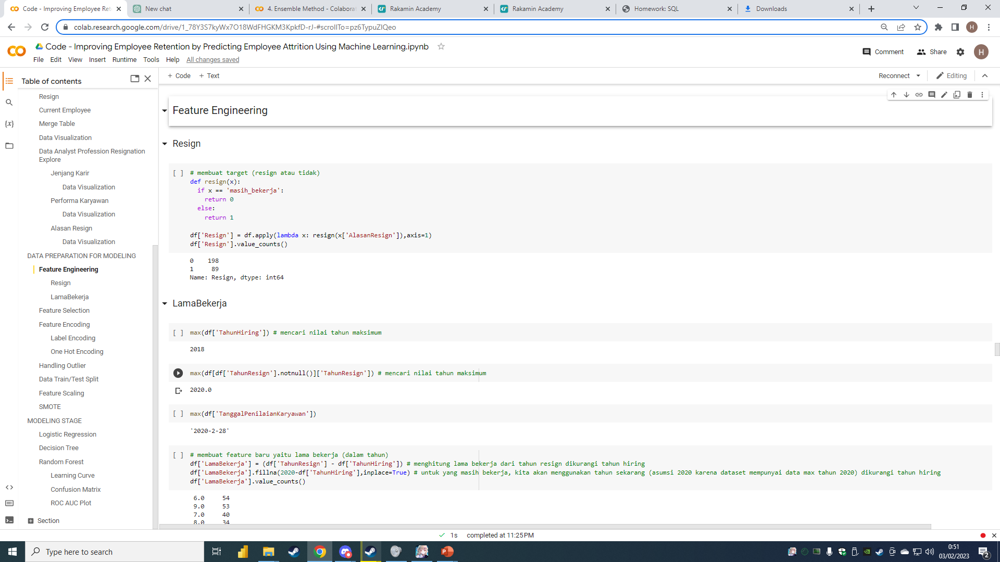 Code - Improving Employee Ret
New chat
4. Ensemble Method - Colaborat
Rakamin Academy
Rakamin Academy
Homework: SQL
Downloads
colab.research.google.com/drive/1_78Y3S7kyWx7O18WdFHGKM3KpkfD-rJ-#scrollTo=pz6TypuZIQeo
H
Code - Improving Employee Retention by Predicting Employee Attrition Using Machine Learning.ipynb
File Edit View Insert Runtime Tools Help All changes saved
Comment Share H
Table of contents
+ Code + Text
Reconnect Editing
Resign
Current Employee
Merge Table
Data Visualization
Data Analyst Profession Resignation
Explore
Jenjang Karir
Data Visualization
Performa Karyawan
Data Visualization
Alasan Resign
Data Visualization
DATA PREPARATION FOR MODELING
Feature Engineering
Resign
LamaBekerja
Feature Selection
Feature Encoding
Label Encoding
One Hot Encoding
Handling Outlier
Data Train/Test Split
Feature Scaling
SMOTE
MODELING STAGE
Logistic Regression
Decision Tree
Random Forest
Learning Curve
Confusion Matrix
ROC AUC Plot
Section
Feature Engineering
Resign
[ ] # membuat target (resign atau tidak)
def resign(x):
if x == 'masih_bekerja':
return 0
else:
return 1
df['Resign'] = df.apply(lambda x: resign(x['AlasanResign']),axis=1)
df['Resign'].value_counts()
0 198
1 89
Name: Resign, dtype: int64
LamaBekerja
[ ] max(df['TahunHiring']) # mencari nilai tahun maksimum
2018
max(df[df['TahunResign'].notnull()]['TahunResign']) # mencari nilai tahun maksimum
2020.0
[ ] max(df['TanggalPenilaianKaryawan'])
'2020-2-28'
[ ] # membuat feature baru yaitu lama bekerja (dalam tahun)
df['LamaBekerja'] = (df['TahunResign'] - df['TahunHiring']) # menghitung lama bekerja dari tahun resign dikurangi tahun hiring
df['LamaBekerja'].fillna(2020-df['TahunHiring'],inplace=True) # untuk yang masih bekerja, kita akan menggunakan tahun sekarang (asumsi 2020 karena dataset mempunyai data max tahun 2020) dikurangi tahun hiring
df['LamaBekerja'].value_counts()
6.0 54
9.0 53
7.0 40
8.0 34
1s completed at 11:25 PM
Type here to search
0:51
03/02/2023
2